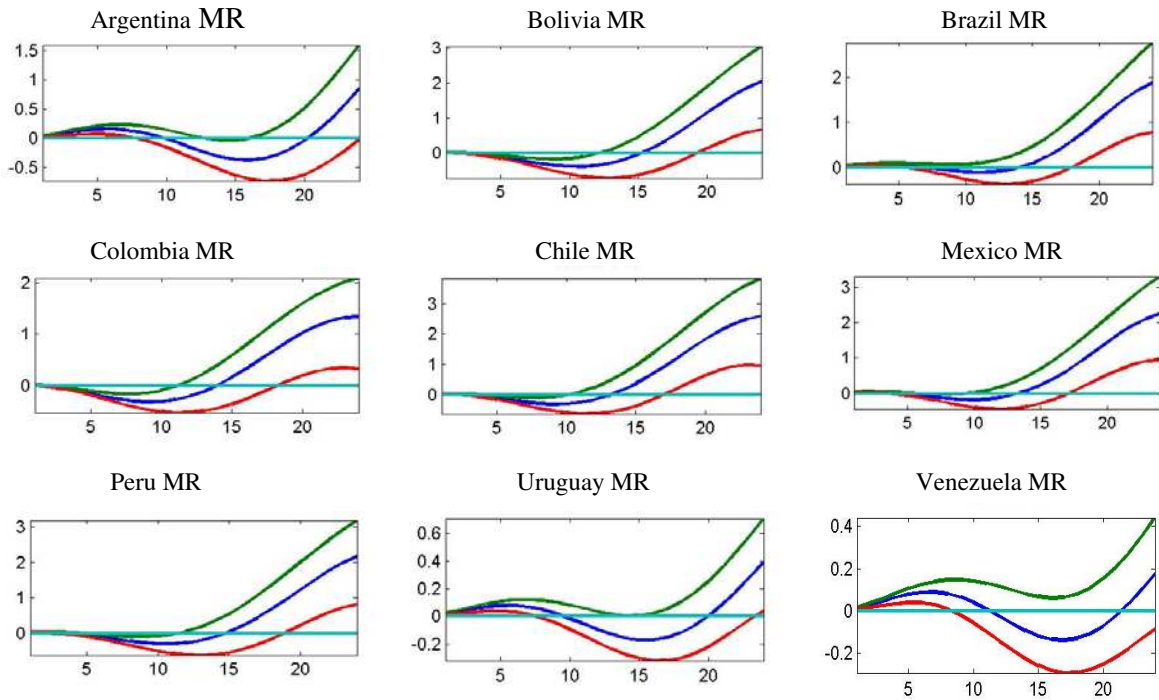 Argentina MR
Bolivia MR
Brazil MR
1.5
1
0.5
0
-0.5
5 10 15 20
3
2
1
0
5 10 15 20
2
1
0
5 10 15 20
Colombia MR
Chile MR
Mexico MR
2
1
0
5 10 15 20
3
2
1
0
5 10 15 20
3
2
1
0
5 10 15 20
Peru MR
Uruguay MR
Venezuela MR
3
2
1
0
5 10 15 20
0.6
0.4
0.2
0
-0.2
5 10 15 20
0.4
0.2
0
-0.2
5 10 15 20